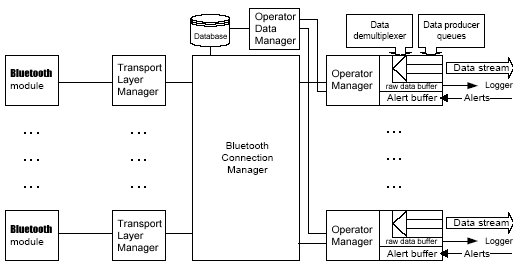 Operator
Data
Manager
Database
Data
demultiplexer
Data producer
queues
Bluetooth
module
Transport
Layer
Manager
Bluetooth
Connection
Manager
Operator
Manager
raw data buffer
Alert buffer
Data stream
Logger
Alerts
...
...
...
...
...
...
...
...
...
Bluetooth
module
Transport
Layer
Manager
Operator
Manager
raw data buffer
Alert buffer
Data stream
Logger
Alerts